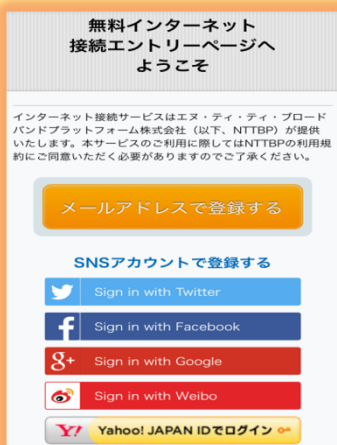 無料インターネット
接続エントリーページへ
ようこそ
インターネット接続サービスはエヌ・ティ・ティ・ブロード
バンドプラットフォーム株式会社（以下、NTTBP）が提供
いたします。本サービスのご利用に際してはNTTBPの利用規
約にご同意いただく必要がありますのでご了承ください。
メールアドレスで登録する
SNSアカウントで登録する
Sign in with Twitter
f Sign in with Facebook
g+ Sign in with Google
Sign in with Weibo
Y! Yahoo! JAPAN IDでログイン